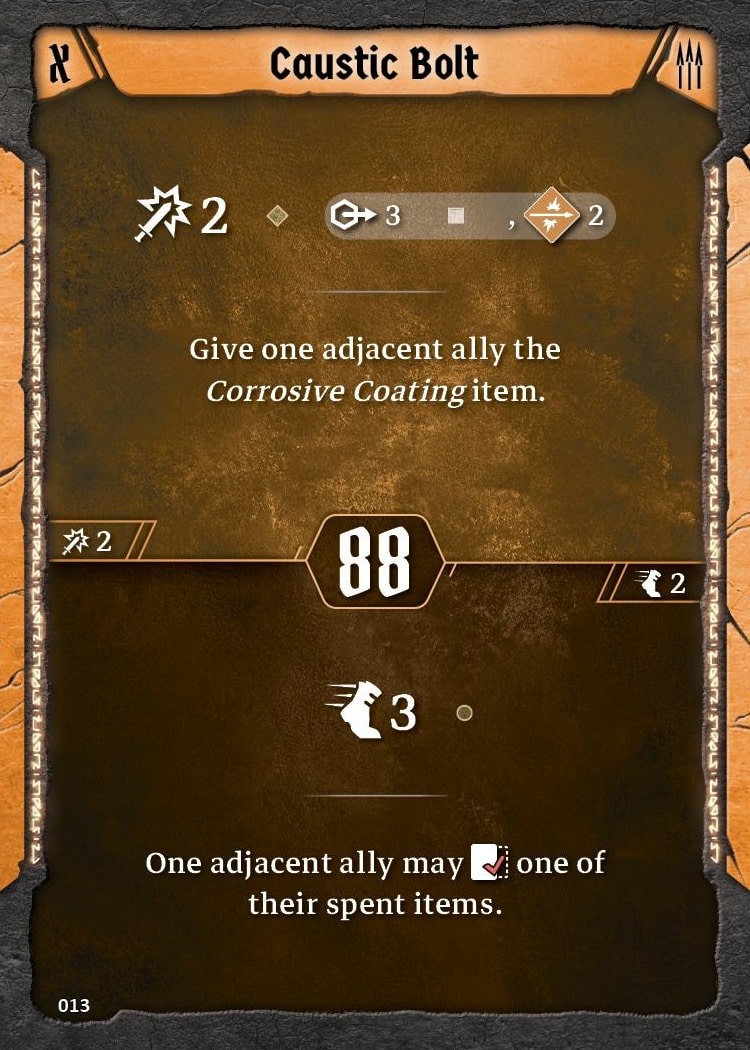 א Caustic Bolt
2 3 , 2
Give one adjacent ally the
Corrosive Coating item.
2
88
2
3
One adjacent ally may one of
their spent items.
013